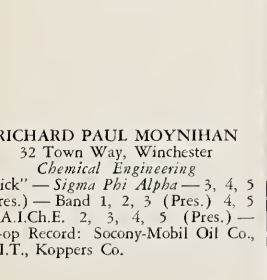 RICHARD PAUL MOYNIHAN
32 Town Way, Winchester
Chemical Engineering
ick" — Sigma Phi Alpha — 3, 4, 5
res.) — Band 1, 2, 3 (Pres.) 4, 5
A.I.Ch.E. 2, 3, 4, 5 (Pres.) —
-op Record: Socony-Mobil Oil Co.,
I.T., Koppers Co.